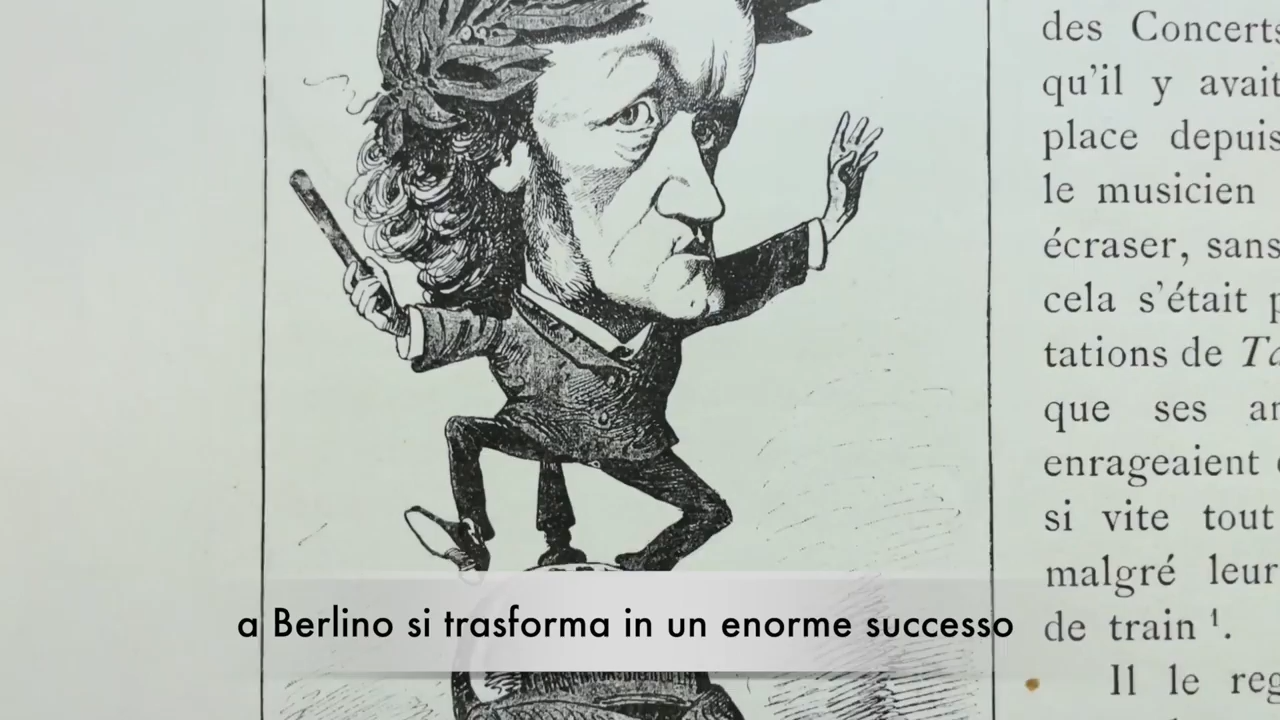 des Concerts
qu'il y avait
place depuis
le musicien
écraser, sans
cela s'était
tations de
que ses
enrageaient
si vite tout
malgré leur
de train ¹.
Il le
a Berlino si trasforma in un enorme successo